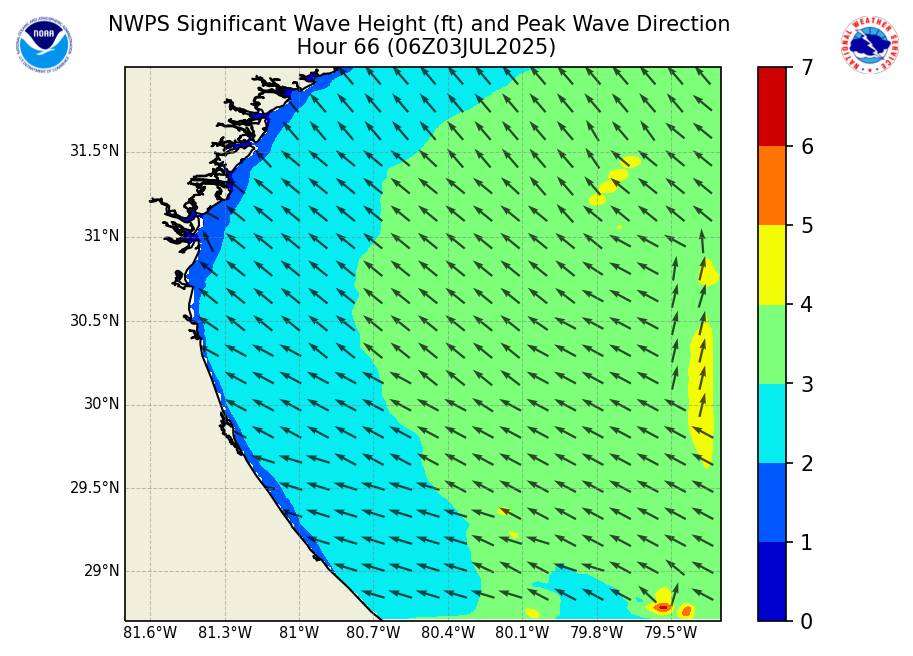 NWPS Significant Wave Height (ft) and Peak Wave Direction
Hour 66 (06Z03JUL2025)
NOAA
NATIONAL WEATHER SERVICE
31.5°N
31°N
30.5°N
30°N
29.5°N
29°N
81.6°W 81.3°W 81°W 80.7°W 80.4°W 80.1°W 79.8°W 79.5°W
7
6
5
4
3
2
1
0